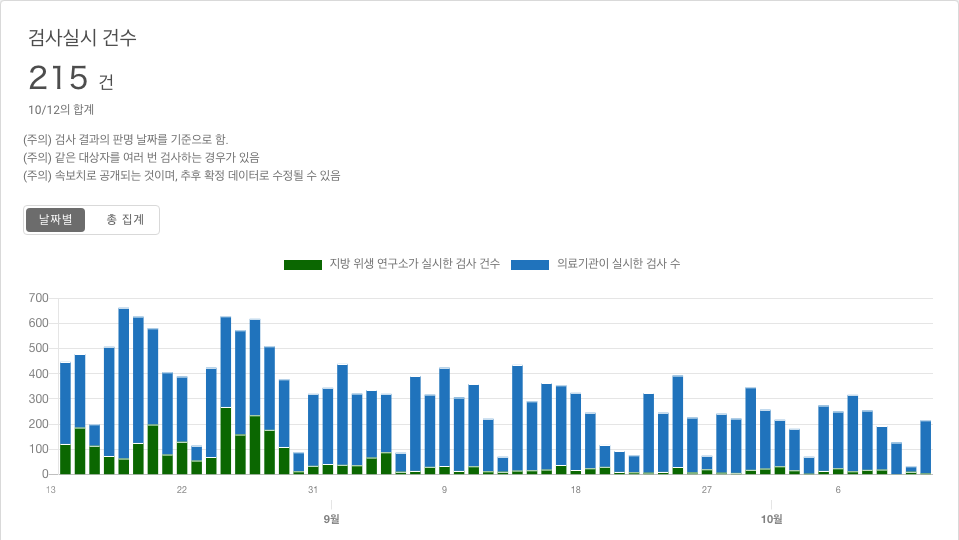 검사실시 건수
215 건
10/12의 합계
(주의) 검사 결과의 판명 날짜를 기준으로 함.
(주의) 같은 대상자를 여러 번 검사하는 경우가 있음
(주의) 속보치로 공개되는 것이며, 추후 확정 데이터로 수정될 수 있음
날짜별 총 집계
지방 위생 연구소가 실시한 검사 건수 의료기관이 실시한 검사 수
700
600
500
400
300
200
100
0
13 22 31 9 18 27 6
9월 10월